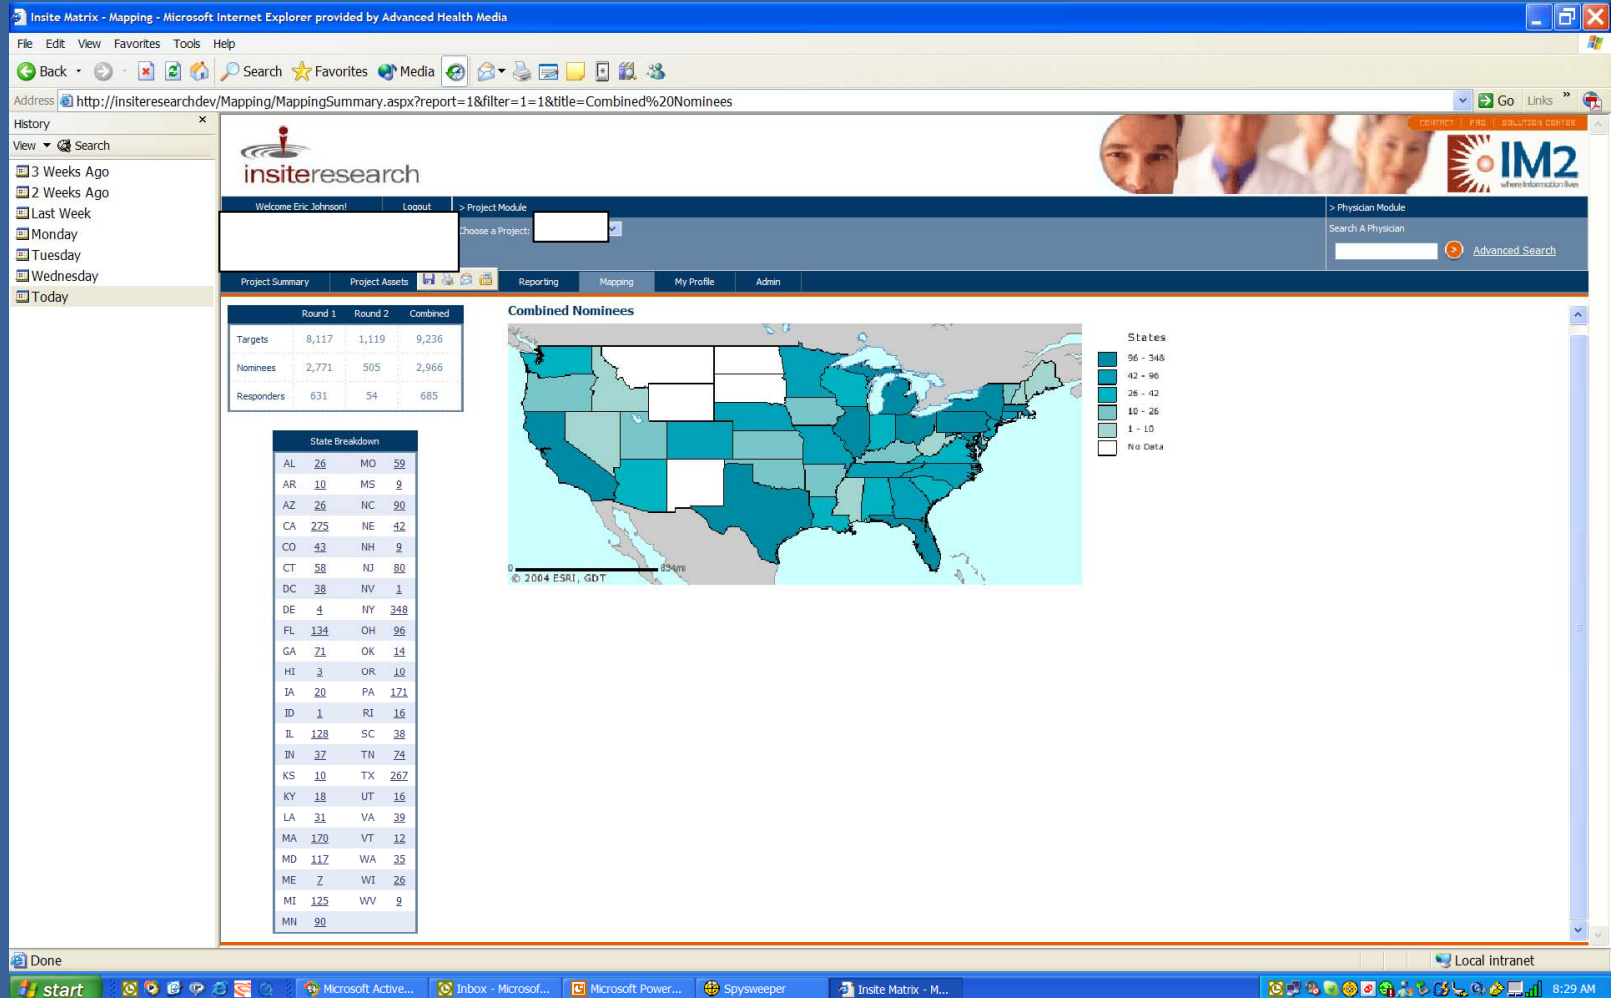 Insite Matrix - Mapping - Microsoft Internet Explorer provided by Advanced Health Media
File Edit View Favorites Tools Help
Back Search Favorites Media
Address http://insiteresearchdev/Mapping/MappingSummary.aspx?report=1&filter=1=1&title=Combined%20Nominees Go Links »
History ×
View Search
3 Weeks Ago
2 Weeks Ago
Last Week
Monday
Tuesday
Wednesday
Today
insiteresearch
CONTACT | FAQ | SOLUTION CENTER
IM2
where Information lives
Welcome Eric Johnson! Logout > Project Module > Physician Module
Choose a Project: Search A Physician
Advanced Search
Project Summary Project Assets Reporting Mapping My Profile Admin
Round 1 Round 2 Combined
Targets 8,117 1,119 9,236
Nominees 2,771 505 2,966
Responders 631 54 685
State Breakdown
AL 26 MO 59
AR 10 MS 9
AZ 26 NC 90
CA 275 NE 42
CO 43 NH 9
CT 58 NJ 80
DC 38 NV 1
DE 4 NY 348
FL 134 OH 96
GA 71 OK 14
HI 3 OR 10
IA 20 PA 171
ID 1 RI 16
IL 128 SC 38
IN 37 TN 74
KS 10 TX 267
KY 18 UT 16
LA 31 VA 39
MA 170 VT 12
MD 117 WA 35
ME 7 WI 26
MI 125 WV 9
MN 90
Combined Nominees
0 834mi
© 2004 ESRI, GDT
States
96 - 348
42 - 96
26 - 42
10 - 26
1 - 10
No Data
Done Local intranet
start Microsoft Active... Inbox - Microsof... Microsoft Power... Spysweeper Insite Matrix - M... 8:29 AM